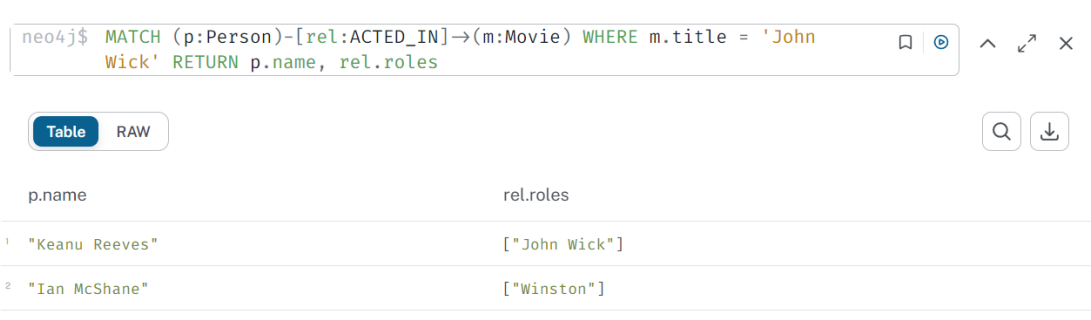 neo4j$ MATCH (p:Person)-[rel:ACTED_IN]→(m:Movie) WHERE m.title = 'John
Wick' RETURN p.name, rel.roles
Table RAW
p.name rel.roles
1 "Keanu Reeves" ["John Wick"]
2 "Ian McShane" ["Winston"]